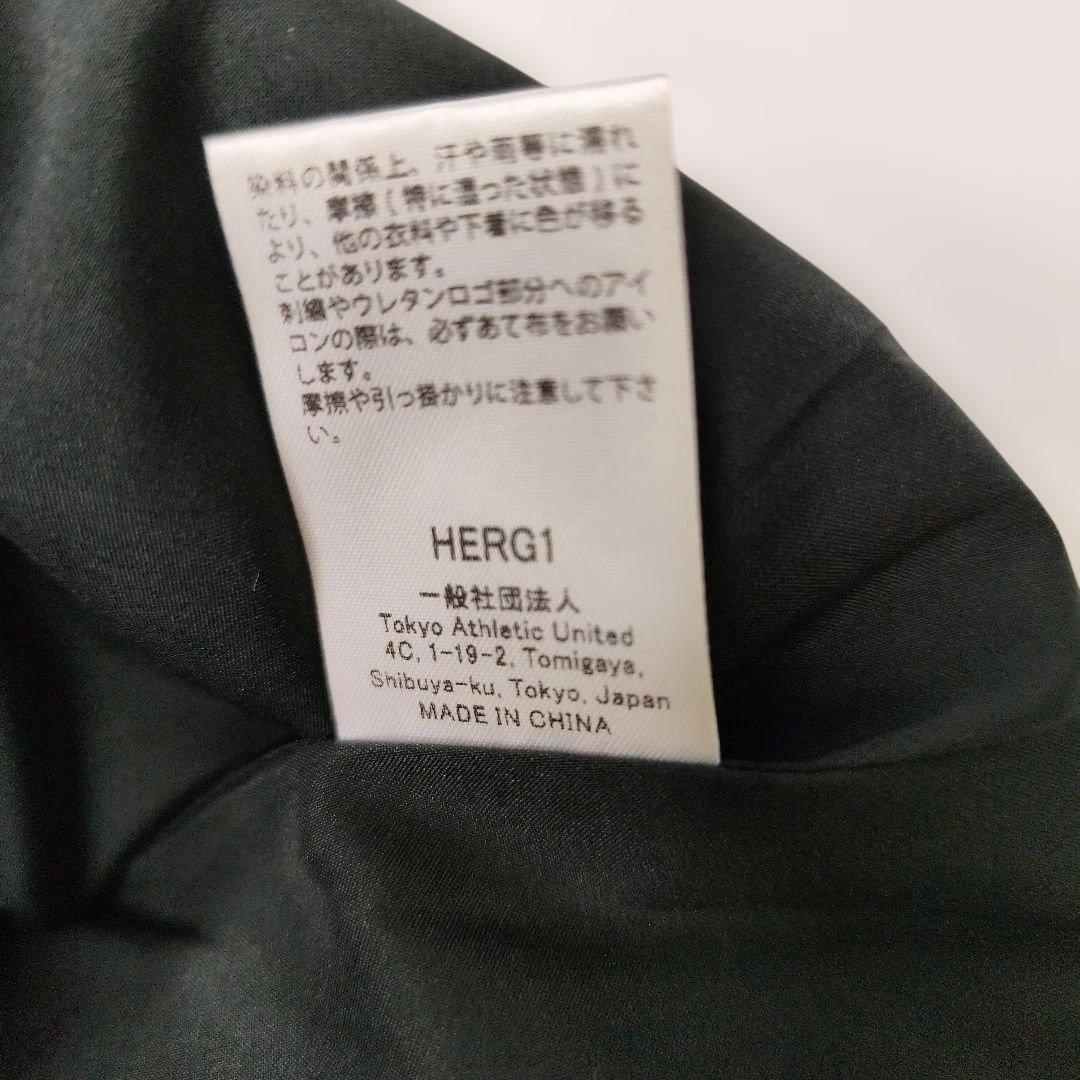 染料の関係上、汗や雨等に濡れ
たり、摩擦(特に湿った状態)に
より、他の衣料や下着に色が移る
ことがあります。
刺繍やウレタンロゴ部分へのアイ
ロンの際は、必ずあて布をお願い
します。
摩擦や引っ掛かりに注意して下さ
い。
HERG1
一般社団法人
Tokyo Athletic United
4C, 1-19-2, Tomigaya,
Shibuya-ku, Tokyo, Japan
MADE IN CHINA